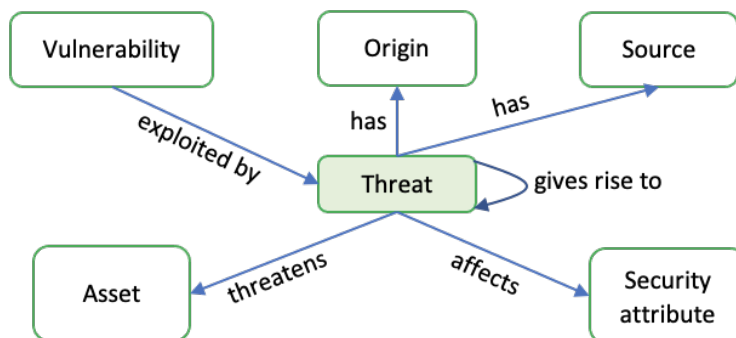 Vulnerability
Origin
Source
exploited by
has
has
Threat
gives rise to
Asset
threatens
affects
Security
attribute